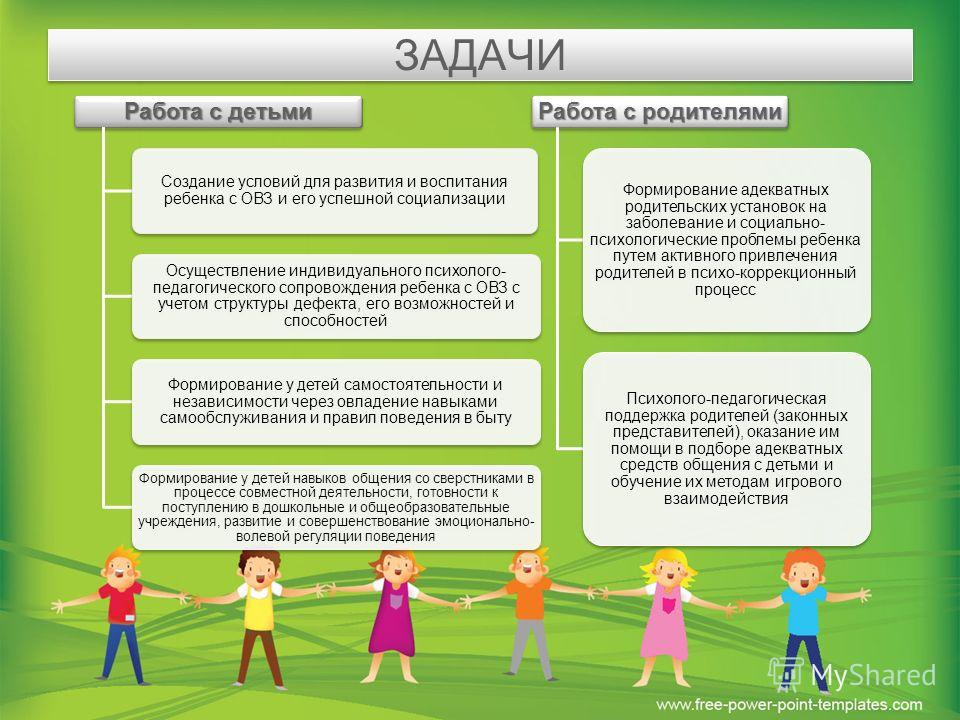 ЗАДАЧИ
Работа с детьми
Создание условий для развития и воспитания
ребенка с ОВЗ и его успешной социализации
Осуществление индивидуального психолого-
педагогического сопровождения ребенка с ОВЗ с
учетом структуры дефекта, его возможностей и
способностей
Формирование у детей самостоятельности и
независимости через овладение навыками
самообслуживания и правил поведения в быту
Формирование у детей навыков общения со сверстниками в
процессе совместной деятельности, готовности к
поступлению в дошкольные и общеобразовательные
учреждения, развитие и совершенствование эмоционально-
волевой регуляции поведения
Работа с родителями
Формирование адекватных
родительских установок на
заболевание и социально-
психологические проблемы ребенка
путем активного привлечения
родителей в психо-коррекционный
процесс
Психолого-педагогическая
поддержка родителей (законных
представителей), оказание им
помощи в подборе адекватных
средств общения с детьми и
обучение их методам игрового
взаимодействия
MyShared
www.free-power-point-templates.com